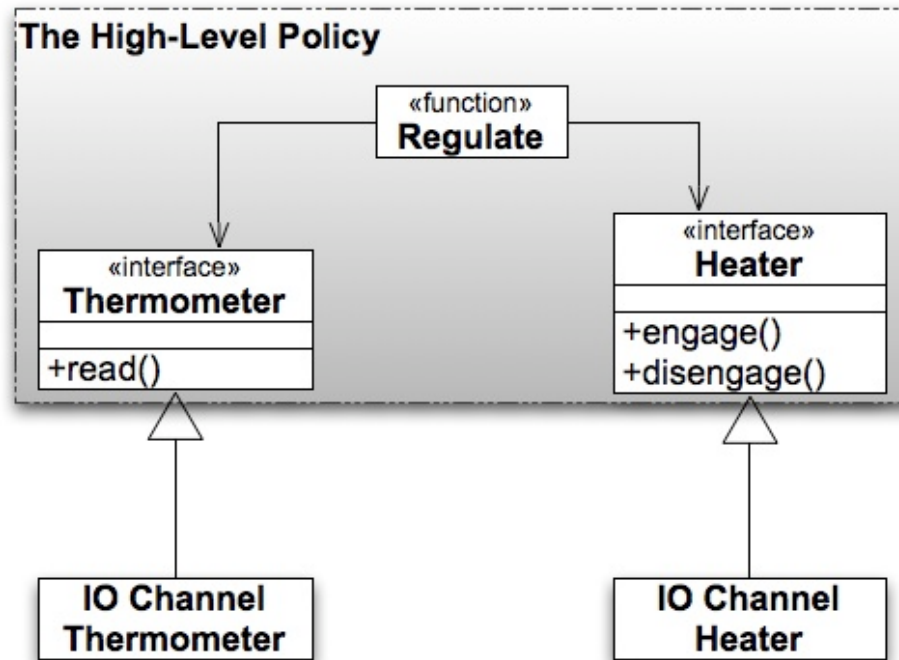 The High-Level Policy
«function»
Regulate
«interface»
Thermometer
+read()
«interface»
Heater
+engage()
+disengage()
IO Channel
Thermometer
IO Channel
Heater